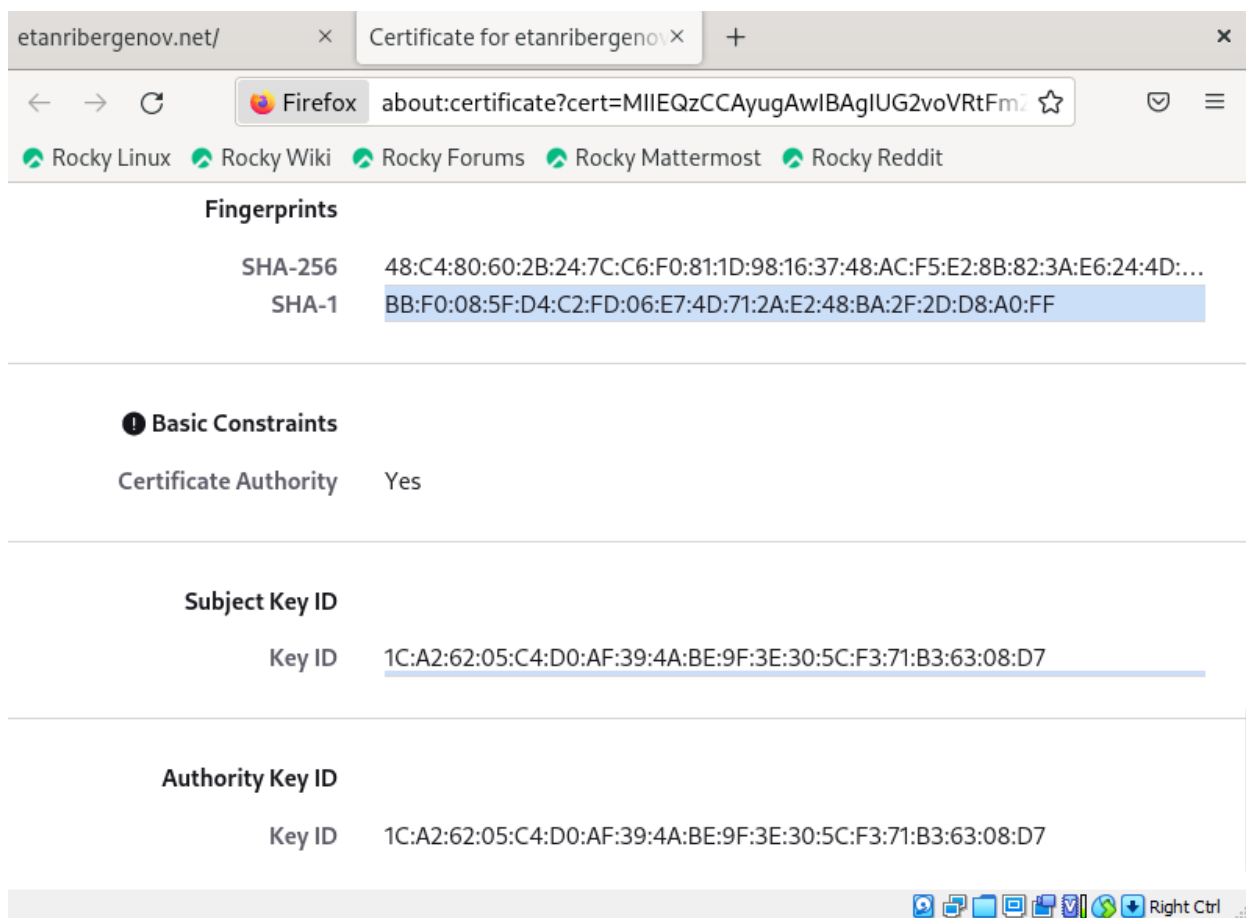 etanribergenov.net/ × Certificate for etanribergenov × + ×
Firefox about:certificate?cert=MIIEQzCCAyugAwIBAgIUG2voVRtFmZ
Rocky Linux Rocky Wiki Rocky Forums Rocky Mattermost Rocky Reddit
Fingerprints
SHA-256 48:C4:80:60:2B:24:7C:C6:F0:81:1D:98:16:37:48:AC:F5:E2:8B:82:3A:E6:24:4D:…
SHA-1 BB:F0:08:5F:D4:C2:FD:06:E7:4D:71:2A:E2:48:BA:2F:2D:D8:A0:FF
Basic Constraints
Certificate Authority Yes
Subject Key ID
Key ID 1C:A2:62:05:C4:D0:AF:39:4A:BE:9F:3E:30:5C:F3:71:B3:63:08:D7
Authority Key ID
Key ID 1C:A2:62:05:C4:D0:AF:39:4A:BE:9F:3E:30:5C:F3:71:B3:63:08:D7
Right Ctrl